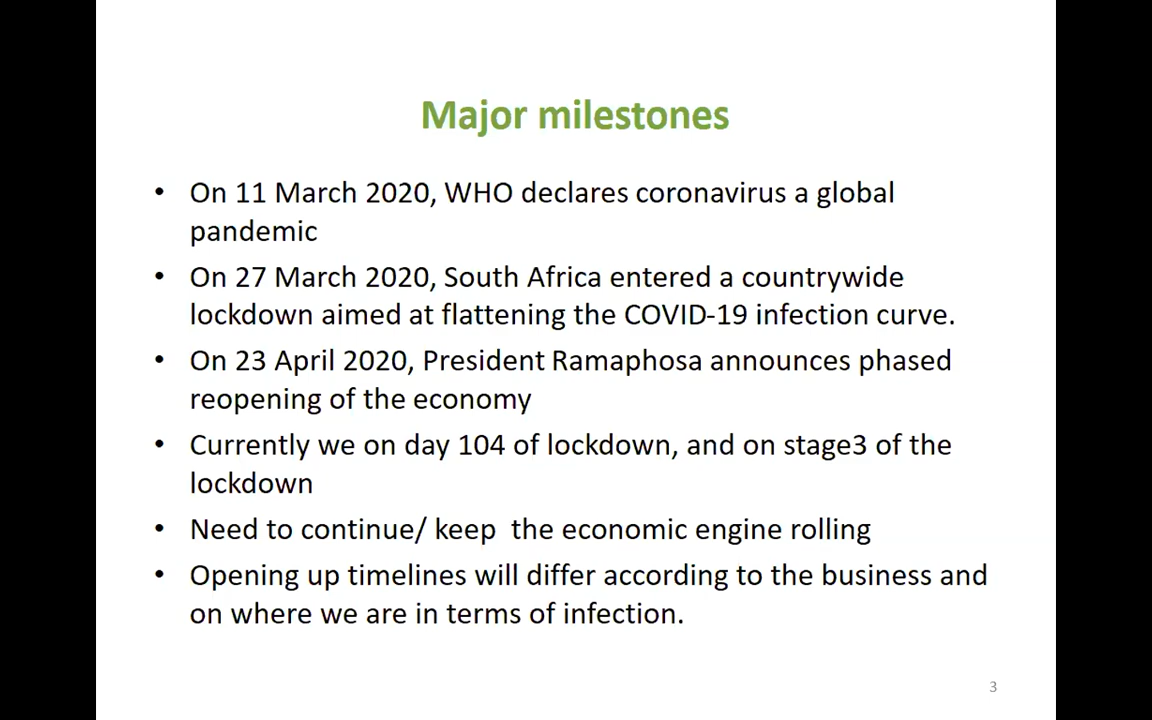 Major milestones
• On 11 March 2020, WHO declares coronavirus a global
pandemic
• On 27 March 2020, South Africa entered a countrywide
lockdown aimed at flattening the COVID-19 infection curve.
• On 23 April 2020, President Ramaphosa announces phased
reopening of the economy
• Currently we on day 104 of lockdown, and on stage3 of the
lockdown
• Need to continue/ keep  the economic engine rolling
• Opening up timelines will differ according to the business and
on where we are in terms of infection.
3